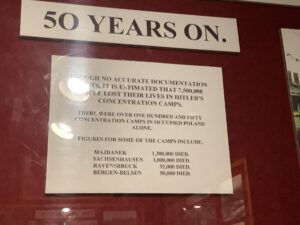 50 YEARS ON.
THOUGH NO ACCURATE DOCUMENTATION
IT IS ESTIMATED THAT 7,500,000
LOST THEIR LIVES IN HITLER'S
CONCENTRATION CAMPS.
THERE WERE OVER ONE HUNDRED AND FIFTY
CONCENTRATION CAMPS IN OCCUPIED POLAND
ALONE.
FIGURES FOR SOME OF THE CAMPS INCLUDE.
MAJDANEK 1,380,000 DIED.
SACHSENHAUSEN 1,000,000 DIED.
RAVENSBRUCK 92,000 DIED.
BERGEN-BELSEN 50,000 DIED.